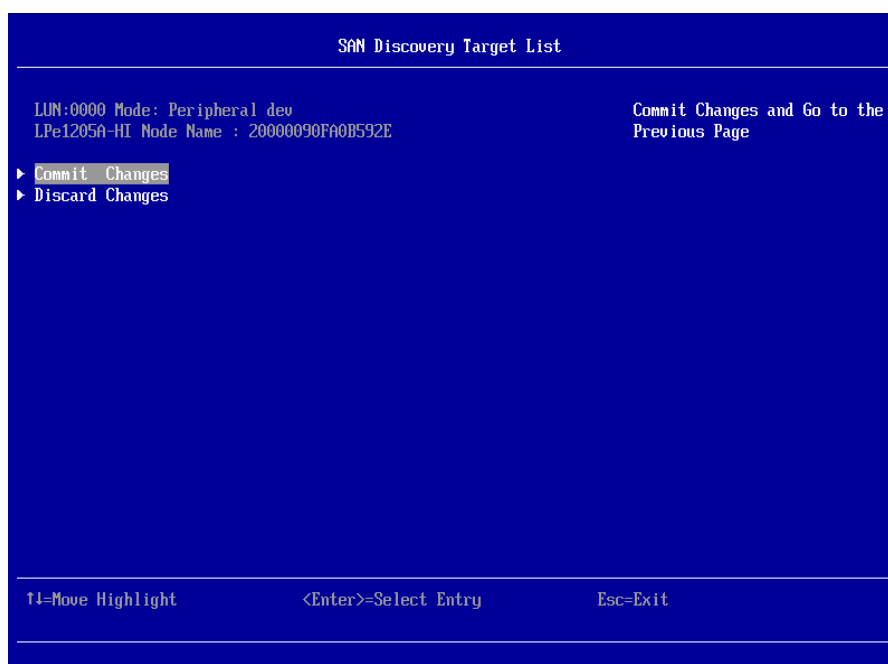 SAN Discovery Target List
LUN:0000 Mode: Peripheral dev
LPe1205A-HI Node Name : 20000090FA0B592E
Commit Changes and Go to the
Previous Page
Commit  Changes
Discard Changes
↑↓=Move Highlight
<Enter>=Select Entry
Esc=Exit